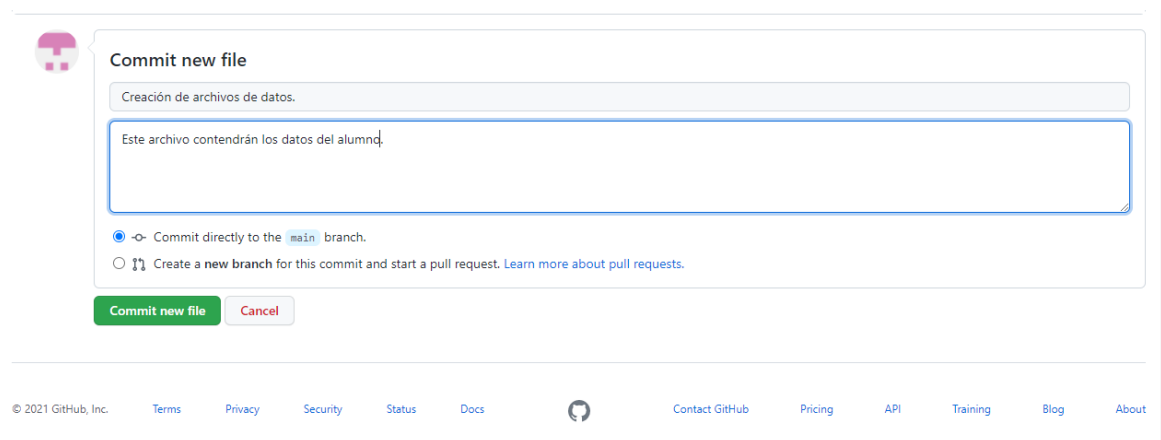 Commit new file
Creación de archivos de datos.
Este archivo contendrán los datos del alumno.
Commit directly to the main branch.
Create a new branch for this commit and start a pull request. Learn more about pull requests.
Commit new file Cancel
© 2021 GitHub, Inc. Terms Privacy Security Status Docs Contact GitHub Pricing API Training Blog About